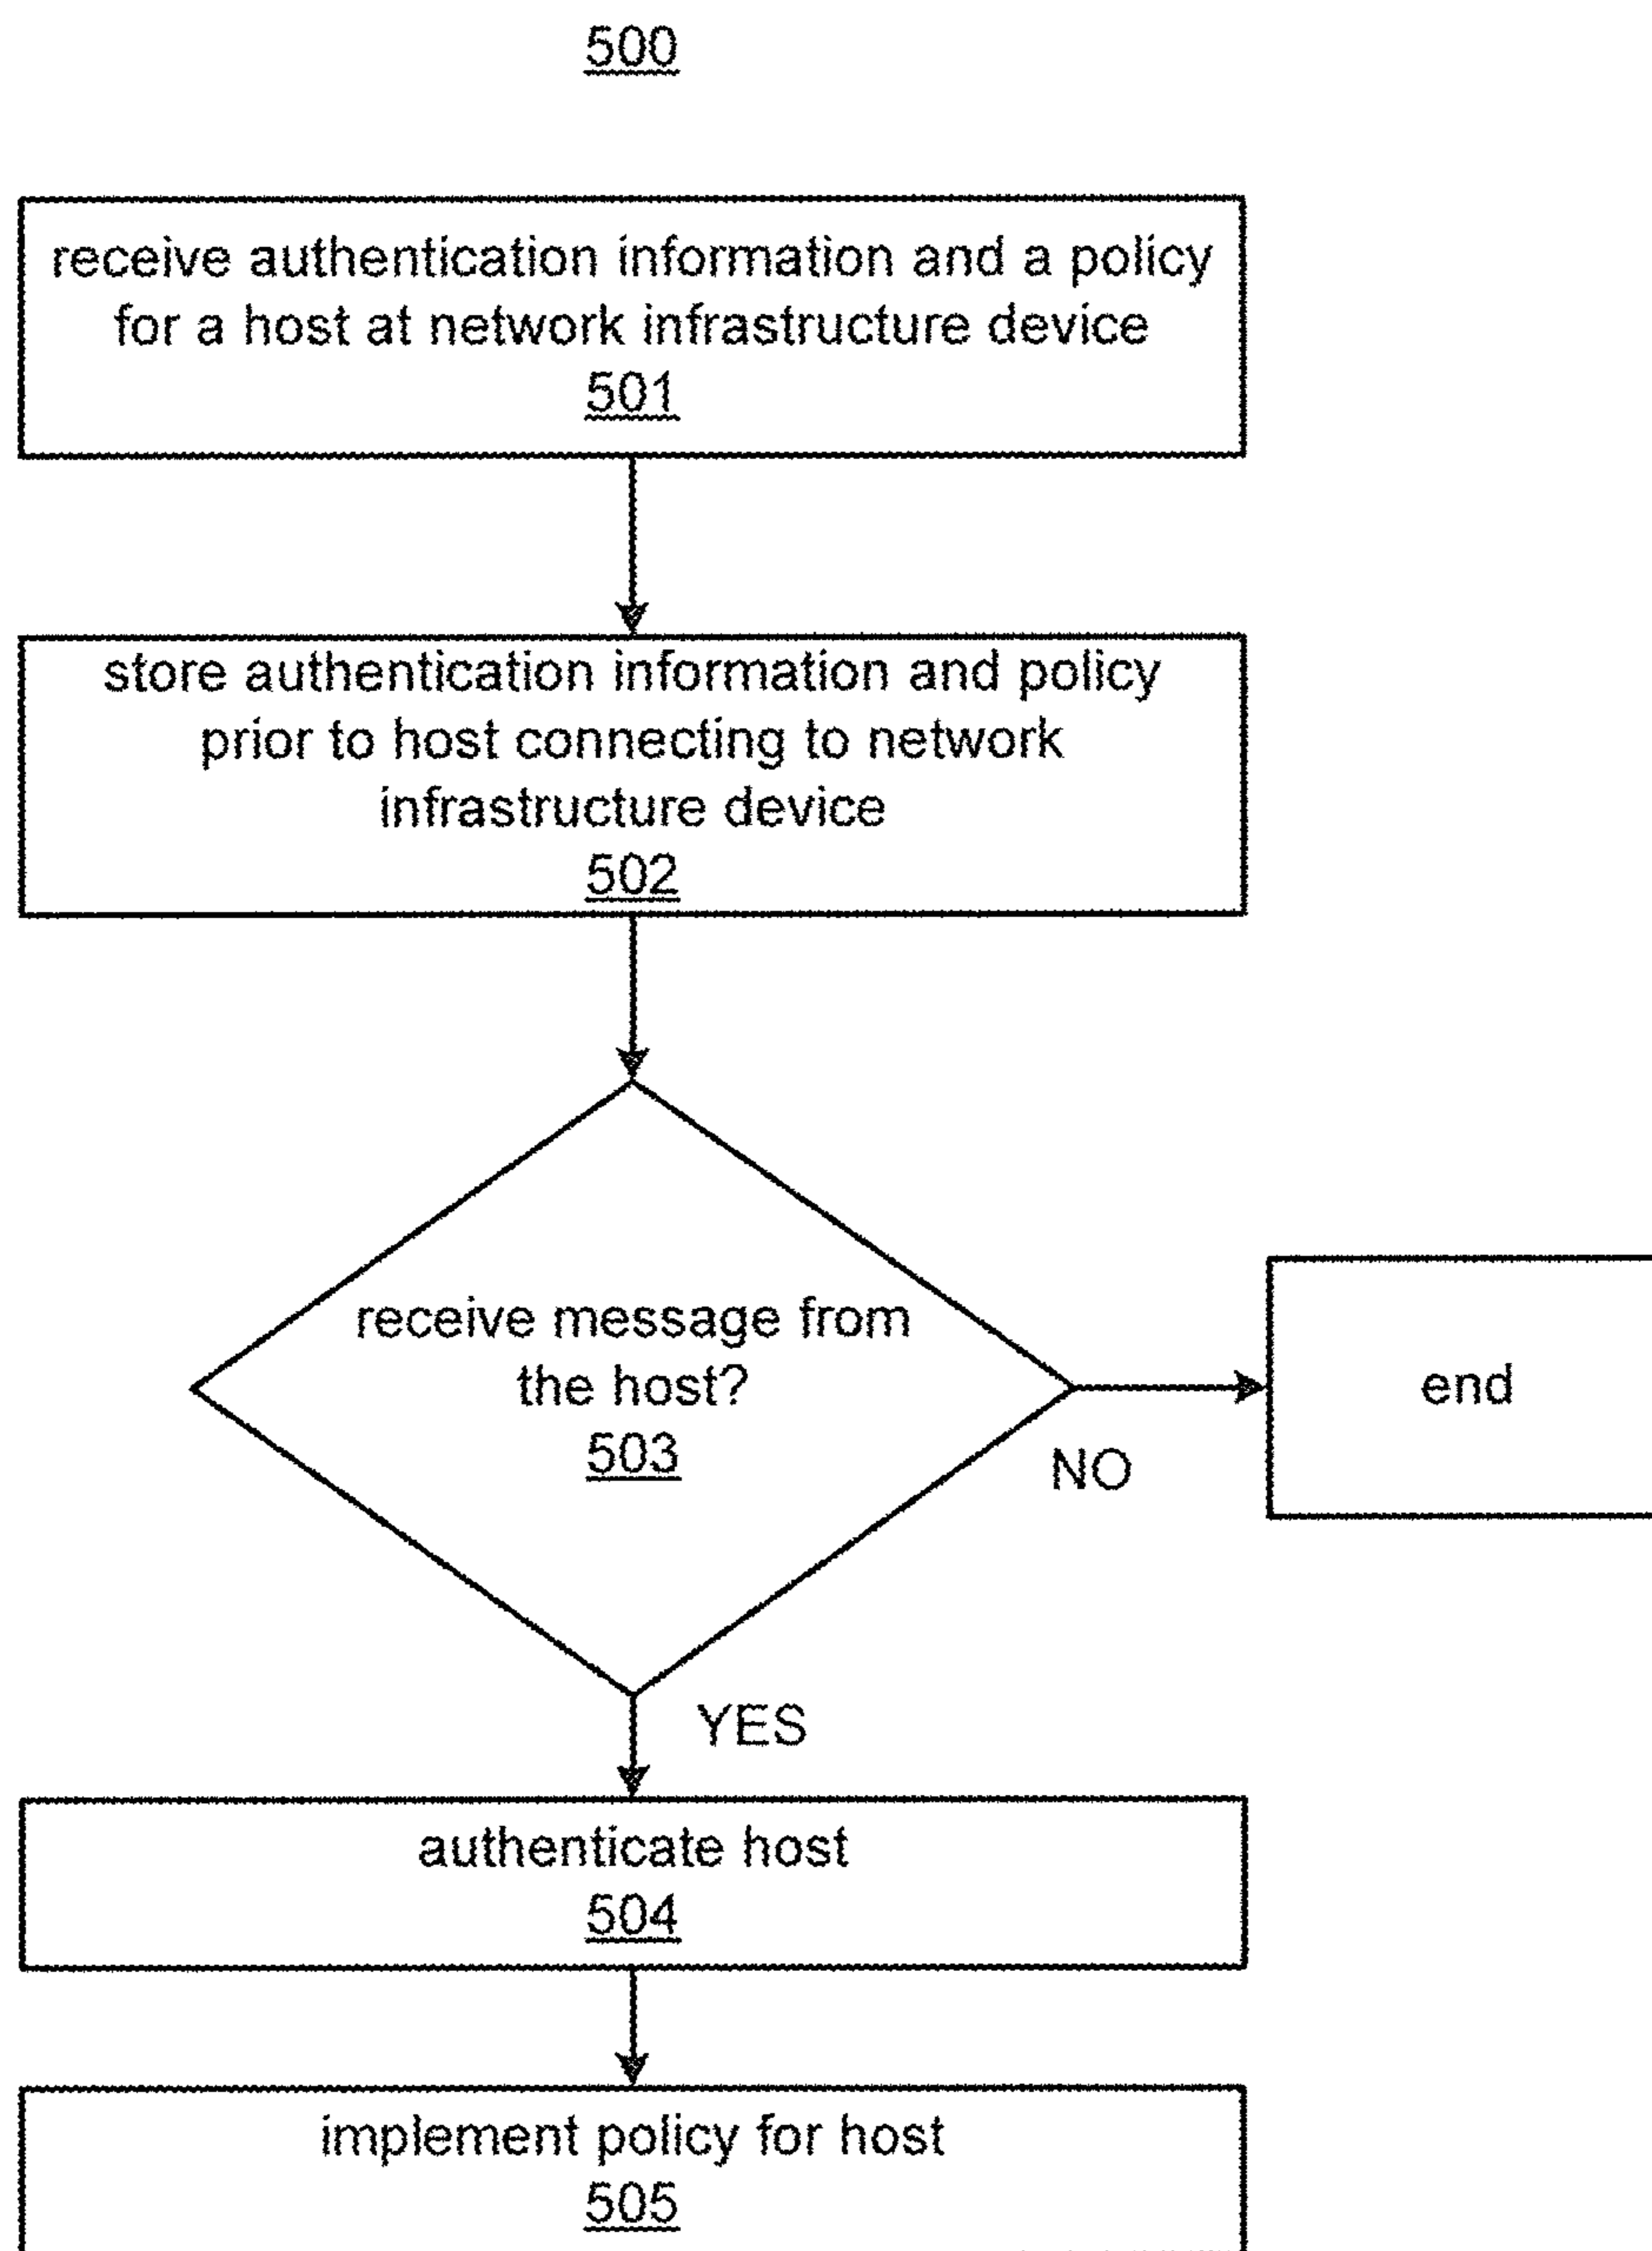 500
receive authentication information and a policy
for a host at network infrastructure device
501
store authentication information and policy
prior to host connecting to network
infrastructure device
502
receive message from
the host?
503
end
NO
YES
authenticate host
504
implement policy for host
505